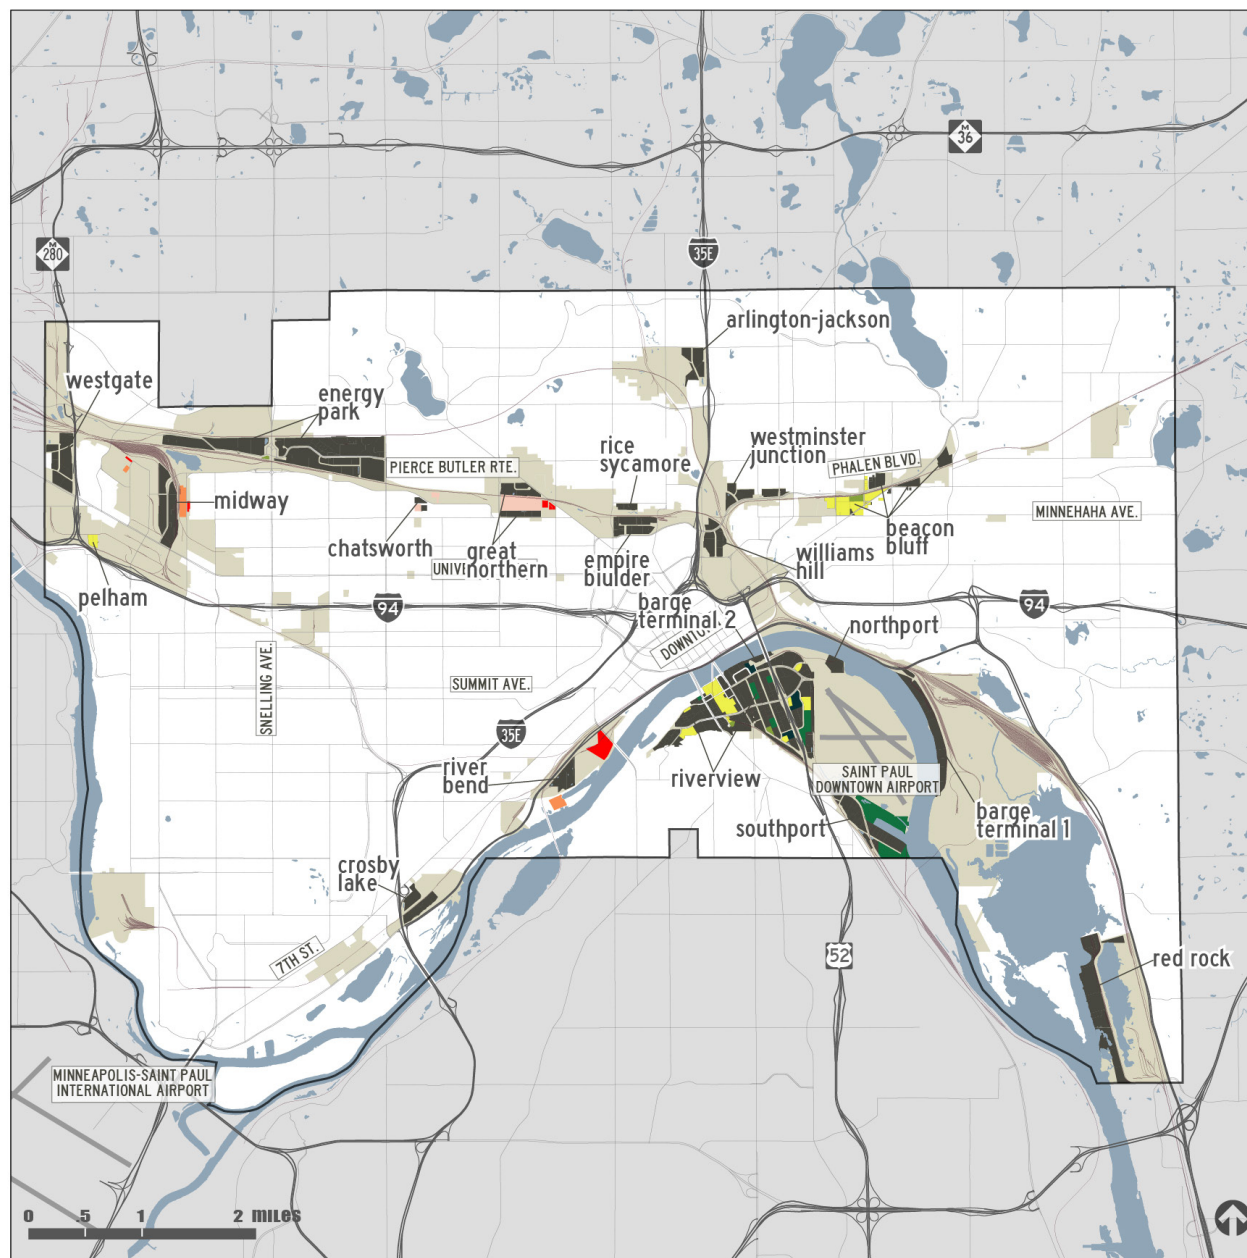 M
36
M
280
35E
arlington-jackson
westgate
energy
park
rice
sycamore
westminster
junction
PHALEN BLVD.
PIERCE BUTLER RTE.
midway
MINNEHAHA AVE.
chatsworth
great
northern
UNIVE
empire
biulder
williams
hill
beacon
bluff
pelham
94
barge
terminal 2
94
northport
DOWNTO
SNELLING AVE.
SUMMIT AVE.
35E
river
bend
riverview
SAINT PAUL
DOWNTOWN AIRPORT
southport
barge
terminal 1
crosby
lake
7TH ST.
52
red rock
MINNEAPOLIS-SAINT PAUL
INTERNATIONAL AIRPORT
0 .5 1 2 MILES